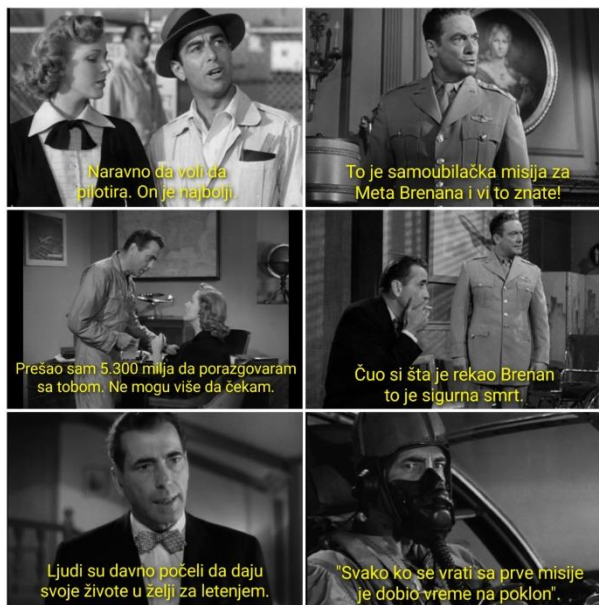 Naravno da voli da
pilotira. On je najbolji.
To je samoubilačka misija za
Meta Brenana i vi to znate!
Prešao sam 5.300 milja da porazgovaram
sa tobom. Ne mogu više da čekam.
Čuo si šta je rekao Brenan
to je sigurna smrt.
Ljudi su davno počeli da daju
svoje živote u želji za letenjem.
"Svako ko se vrati sa prve misije
je dobio vreme na poklon".